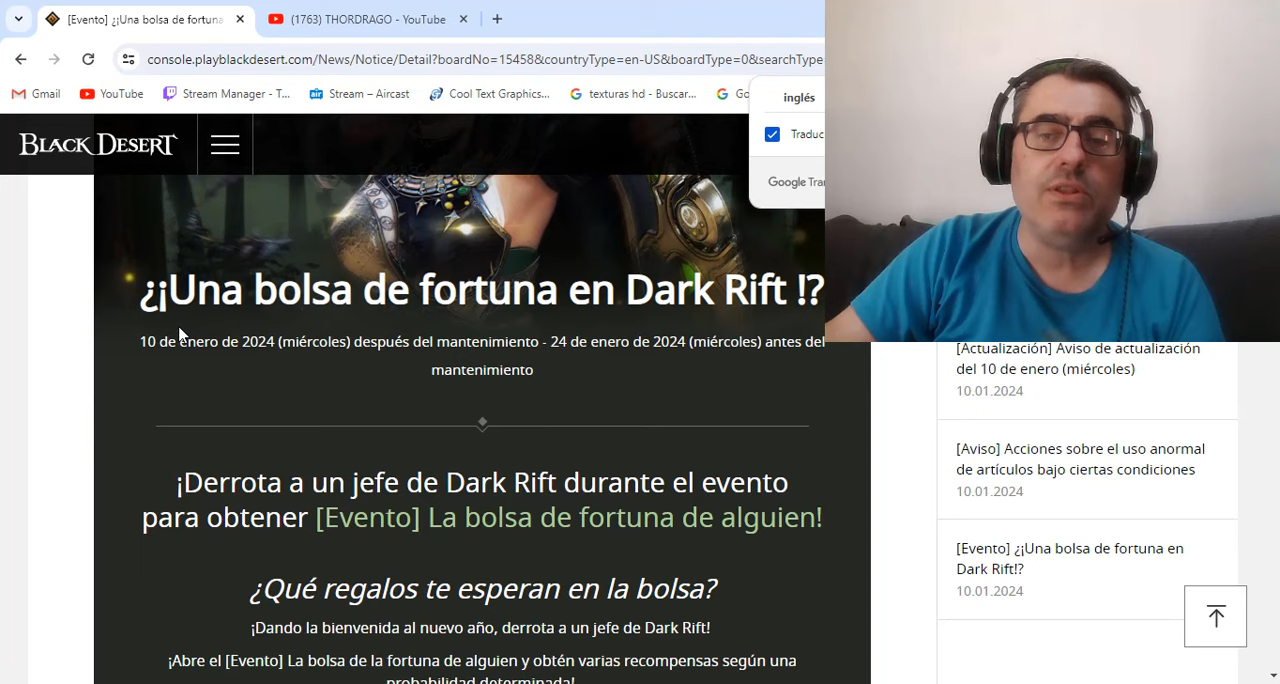 [Evento] ¿¡Una bolsa de fortuna
(1763) THORDRAGO - YouTube
console.playblackdesert.com/News/Notice/Detail?boardNo=15458&countryType=en-US&boardType=0&searchType
Gmail
YouTube
Stream Manager - T...
Stream – Aircast
Cool Text Graphics...
texturas hd - Buscar...
Go
inglés
Traduc
Google Tran
BLACK DESERT
¿¡Una bolsa de fortuna en Dark Rift !?
10 de enero de 2024 (miércoles) después del mantenimiento - 24 de enero de 2024 (miércoles) antes del
mantenimiento
¡Derrota a un jefe de Dark Rift durante el evento
para obtener [Evento] La bolsa de fortuna de alguien!
¿Qué regalos te esperan en la bolsa?
¡Dando la bienvenida al nuevo año, derrota a un jefe de Dark Rift!
¡Abre el [Evento] La bolsa de la fortuna de alguien y obtén varias recompensas según una
probabilidad determinada!
[Actualización] Aviso de actualización
del 10 de enero (miércoles)
10.01.2024
[Aviso] Acciones sobre el uso anormal
de artículos bajo ciertas condiciones
10.01.2024
[Evento] ¿¡Una bolsa de fortuna en
Dark Rift!?
10.01.2024